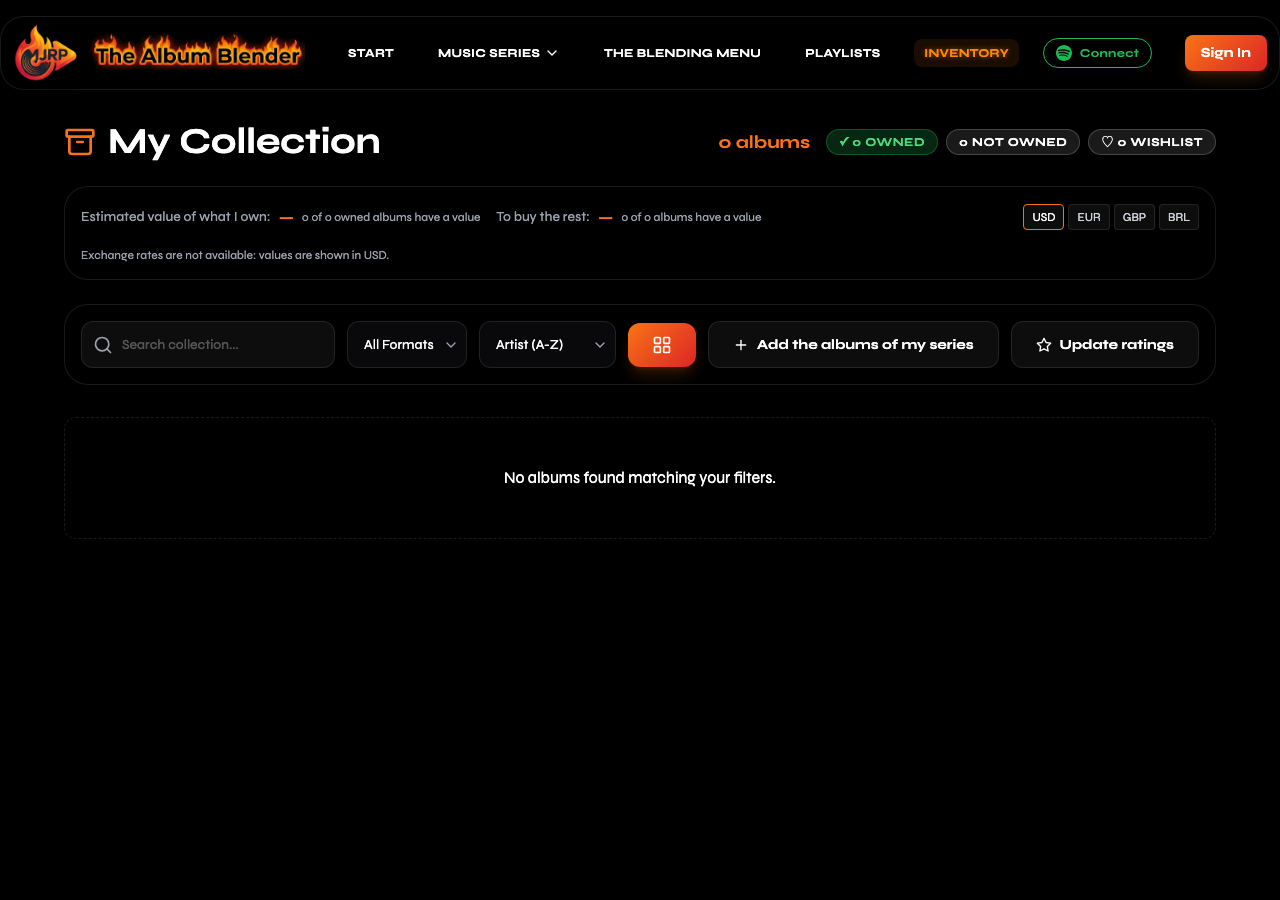 MJRP The Album Blender START MUSIC SERIES THE BLENDING MENU PLAYLISTS INVENTORY Connect Sign In
My Collection 0 albums ✓ 0 OWNED 0 NOT OWNED ♡ 0 WISHLIST
Estimated value of what I own: — 0 of 0 owned albums have a value To buy the rest: — 0 of 0 albums have a value USD EUR GBP BRL
Exchange rates are not available: values are shown in USD.
Search collection... All Formats Artist (A-Z) + Add the albums of my series Update ratings
No albums found matching your filters.